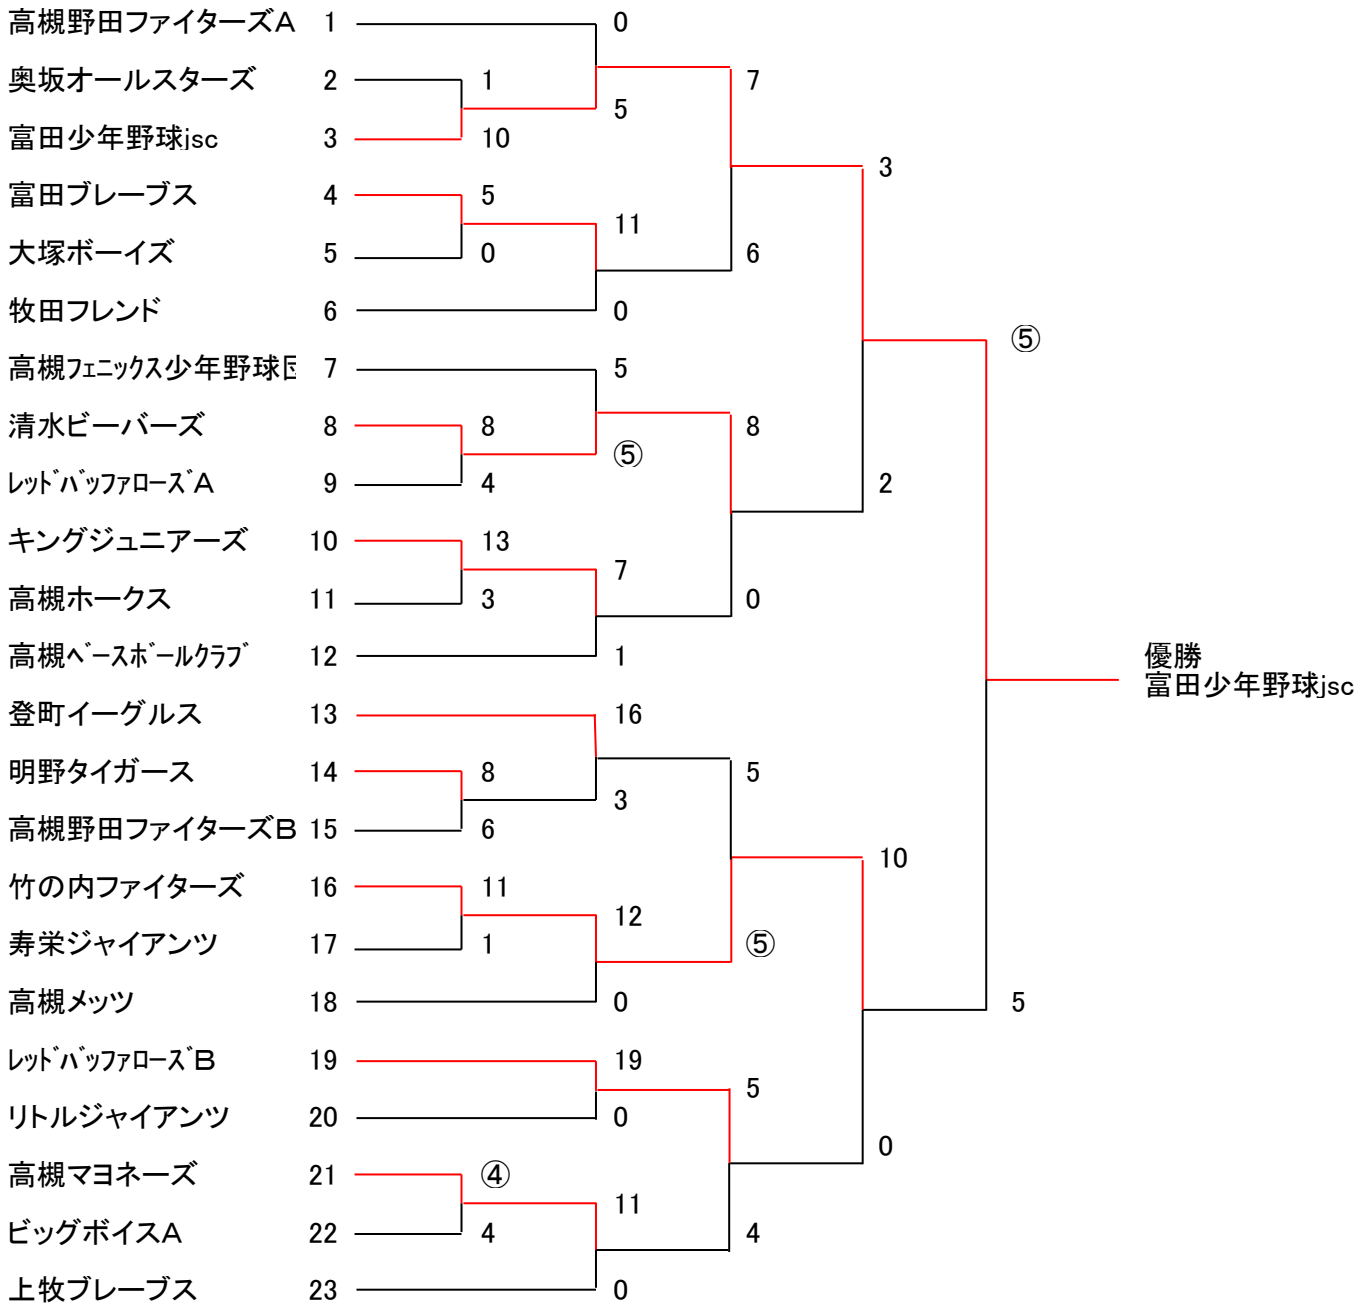 高槻野田ファイターズA 1 0
奥坂オールスターズ 2 1 7
5
富田少年野球jsc 3 10
3
富田ブレーブス 4 5
11
大塚ボーイズ 5 0 6
牧田フレンド 6 0
⑤
高槻フェニックス少年野球団 7 5
清水ビーバーズ 8 8 8
⑤
レッドバッファローズA 9 4 2
キングジュニアーズ 10 13
7
高槻ホークス 11 3 0
高槻ベースボールクラブ 12 1
優勝
富田少年野球jsc
登町イーグルス 13 16
明野タイガース 14 8 5
3
高槻野田ファイターズB 15 6
10
竹の内ファイターズ 16 11
12
寿栄ジャイアンツ 17 1 ⑤
高槻メッツ 18 0 5
レッドバッファローズB 19 19
5
リトルジャイアンツ 20 0
0
高槻マヨネーズ 21 ④
11
ビッグボイスA 22 4 4
上牧ブレーブス 23 0